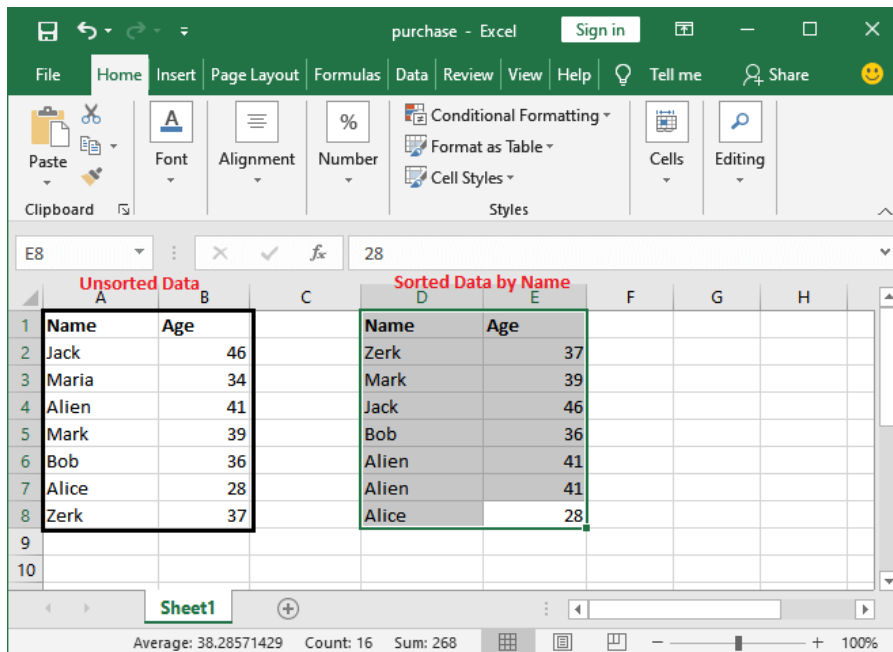 purchase - Excel Sign in
File Home Insert Page Layout Formulas Data Review View Help Tell me Share
Paste Font Alignment % Number Conditional Formatting Format as Table Cell Styles Cells Editing
Clipboard Styles
E8 fx 28
Unsorted Data Sorted Data by Name
A B C D E F G H
1 Name Age Name Age
2 Jack 46 Zerk 37
3 Maria 34 Mark 39
4 Alien 41 Jack 46
5 Mark 39 Bob 36
6 Bob 36 Alien 41
7 Alice 28 Alien 41
8 Zerk 37 Alice 28
9
10
Sheet1
Average: 38.28571429 Count: 16 Sum: 268 100%